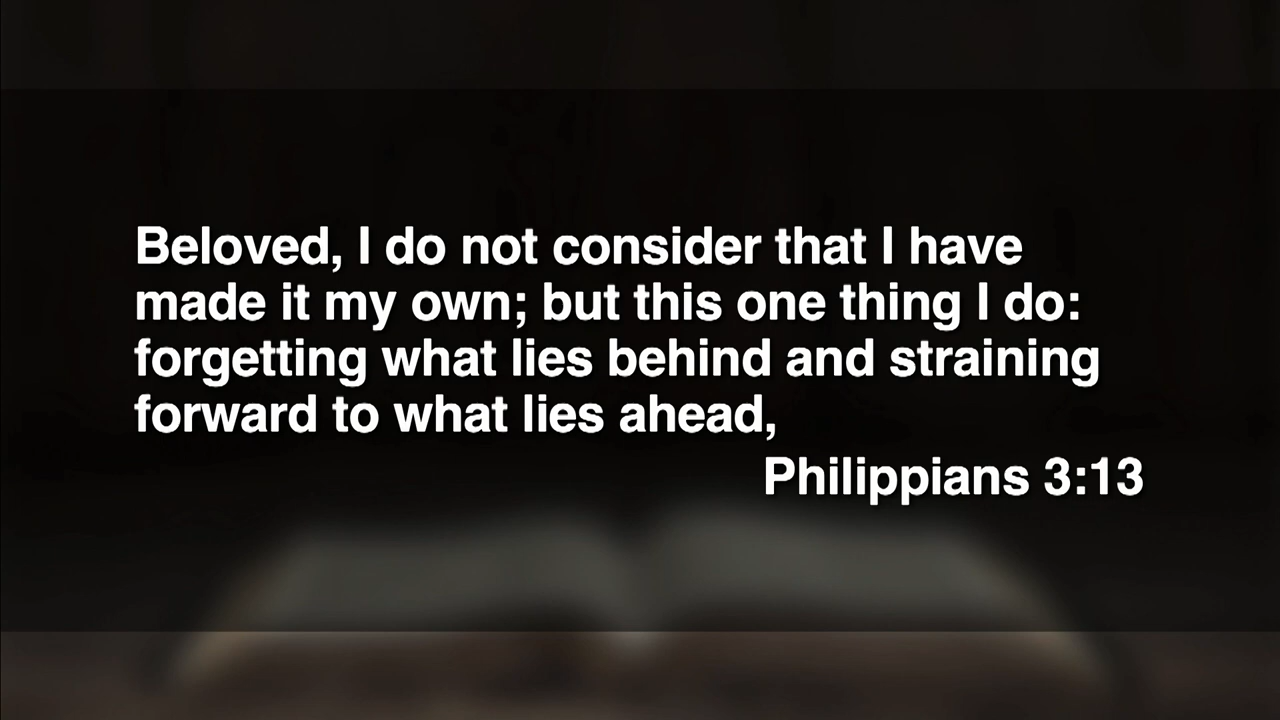 Beloved, I do not consider that I have
made it my own; but this one thing I do:
forgetting what lies behind and straining
forward to what lies ahead,
Philippians 3:13